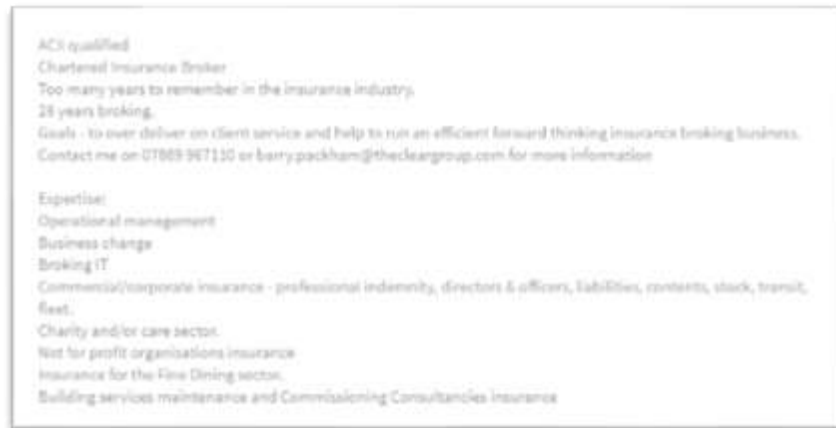 ACII qualified
Chartered Insurance Broker
Too many years to remember in the insurance industry.
28 years broking.
Goals - to over deliver on client service and help to run an efficient forward thinking insurance broking business.
Contact me on 07889 967110 or barry.packham@thecleargroup.com for more information
Expertise:
Operational management
Business change
Broking IT
Commercial/corporate insurance - professional indemnity, directors & officers, liabilities, contents, stock, transit,
fleet.
Charity and/or care sector.
Not for profit organisations insurance
Insurance for the Fine Dining sector.
Building services maintenance and Commissioning Consultancies insurance